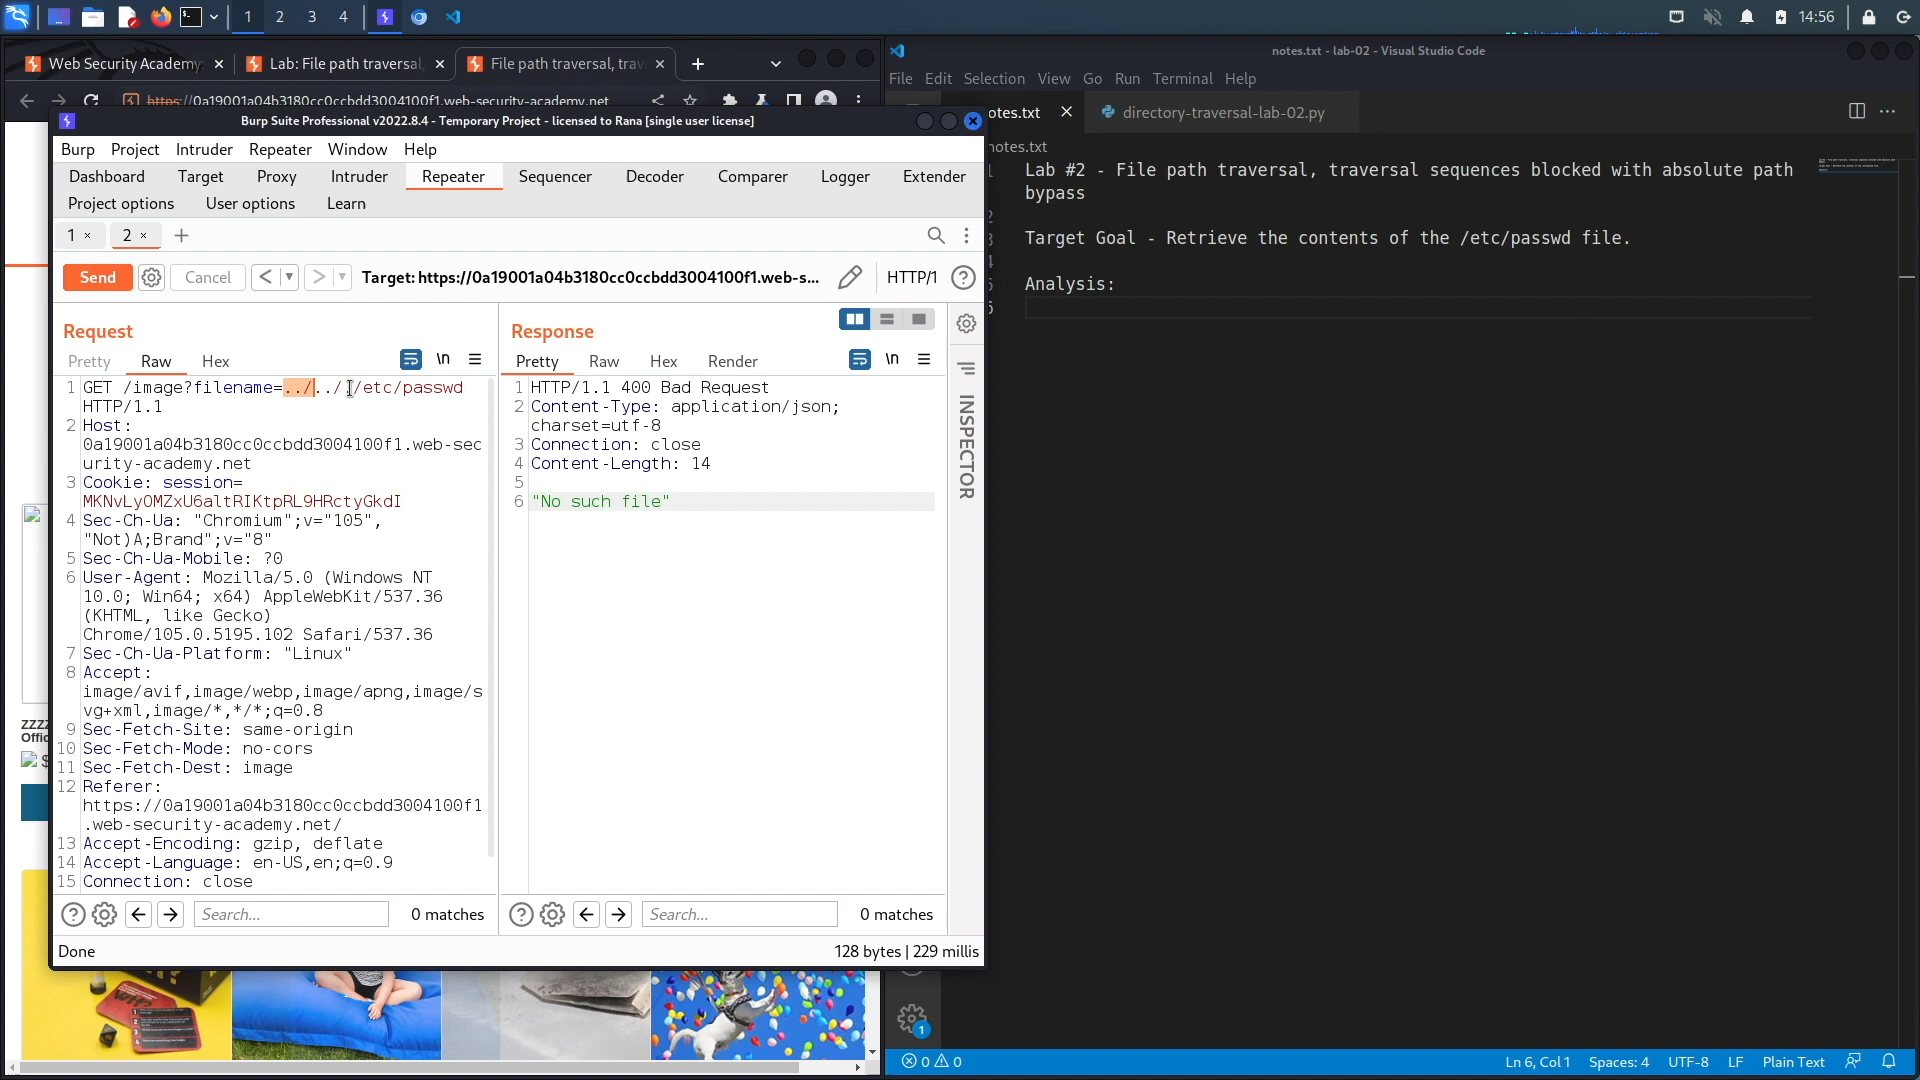 1 2 3 4 14:56
Web Security Academy
Lab: File path traversal,
File path traversal, trav
https://0a19001a04b3180cc0ccbdd3004100f1.web-security-academy.net
Burp Suite Professional v2022.8.4 - Temporary Project - licensed to Rana [single user license]
Burp Project Intruder Repeater Window Help
Dashboard Target Proxy Intruder Repeater Sequencer Decoder Comparer Logger Extender
Project options User options Learn
1 × 2 × +
Send Cancel < > Target: https://0a19001a04b3180cc0ccbdd3004100f1.web-s... HTTP/1 ?
Request
Pretty Raw Hex \n
1 GET /image?filename=../../
/etc/passwd
HTTP/1.1
2 Host:
0a19001a04b3180cc0ccbdd3004100f1.web-sec
urity-academy.net
3 Cookie: session=
MKNvLyOMZxU6altRIKtpRL9HRctyGkdI
4 Sec-Ch-Ua: "Chromium";v="105",
"Not)A;Brand";v="8"
5 Sec-Ch-Ua-Mobile: ?0
6 User-Agent: Mozilla/5.0 (Windows NT
10.0; Win64; x64) AppleWebKit/537.36
(KHTML, like Gecko)
Chrome/105.0.5195.102 Safari/537.36
7 Sec-Ch-Ua-Platform: "Linux"
8 Accept:
image/avif,image/webp,image/apng,image/s
vg+xml,image/*,*/*;q=0.8
9 Sec-Fetch-Site: same-origin
10 Sec-Fetch-Mode: no-cors
11 Sec-Fetch-Dest: image
12 Referer:
https://0a19001a04b3180cc0ccbdd3004100f1
.web-security-academy.net/
13 Accept-Encoding: gzip, deflate
14 Accept-Language: en-US,en;q=0.9
15 Connection: close
? Search... 0 matches
Response
Pretty Raw Hex Render \n
1 HTTP/1.1 400 Bad Request
2 Content-Type: application/json;
charset=utf-8
3 Connection: close
4 Content-Length: 14
5
6 "No such file"
? Search... 0 matches
INSPECTOR
Done 128 bytes | 229 millis
ZZZZ
Offic
$
notes.txt - lab-02 - Visual Studio Code
File Edit Selection View Go Run Terminal Help
otes.txt × directory-traversal-lab-02.py
notes.txt
Lab #2 - File path traversal, traversal sequences blocked with absolute path
bypass
Target Goal - Retrieve the contents of the /etc/passwd file.
Analysis:
1
0 0 Ln 6, Col 1 Spaces: 4 UTF-8 LF Plain Text